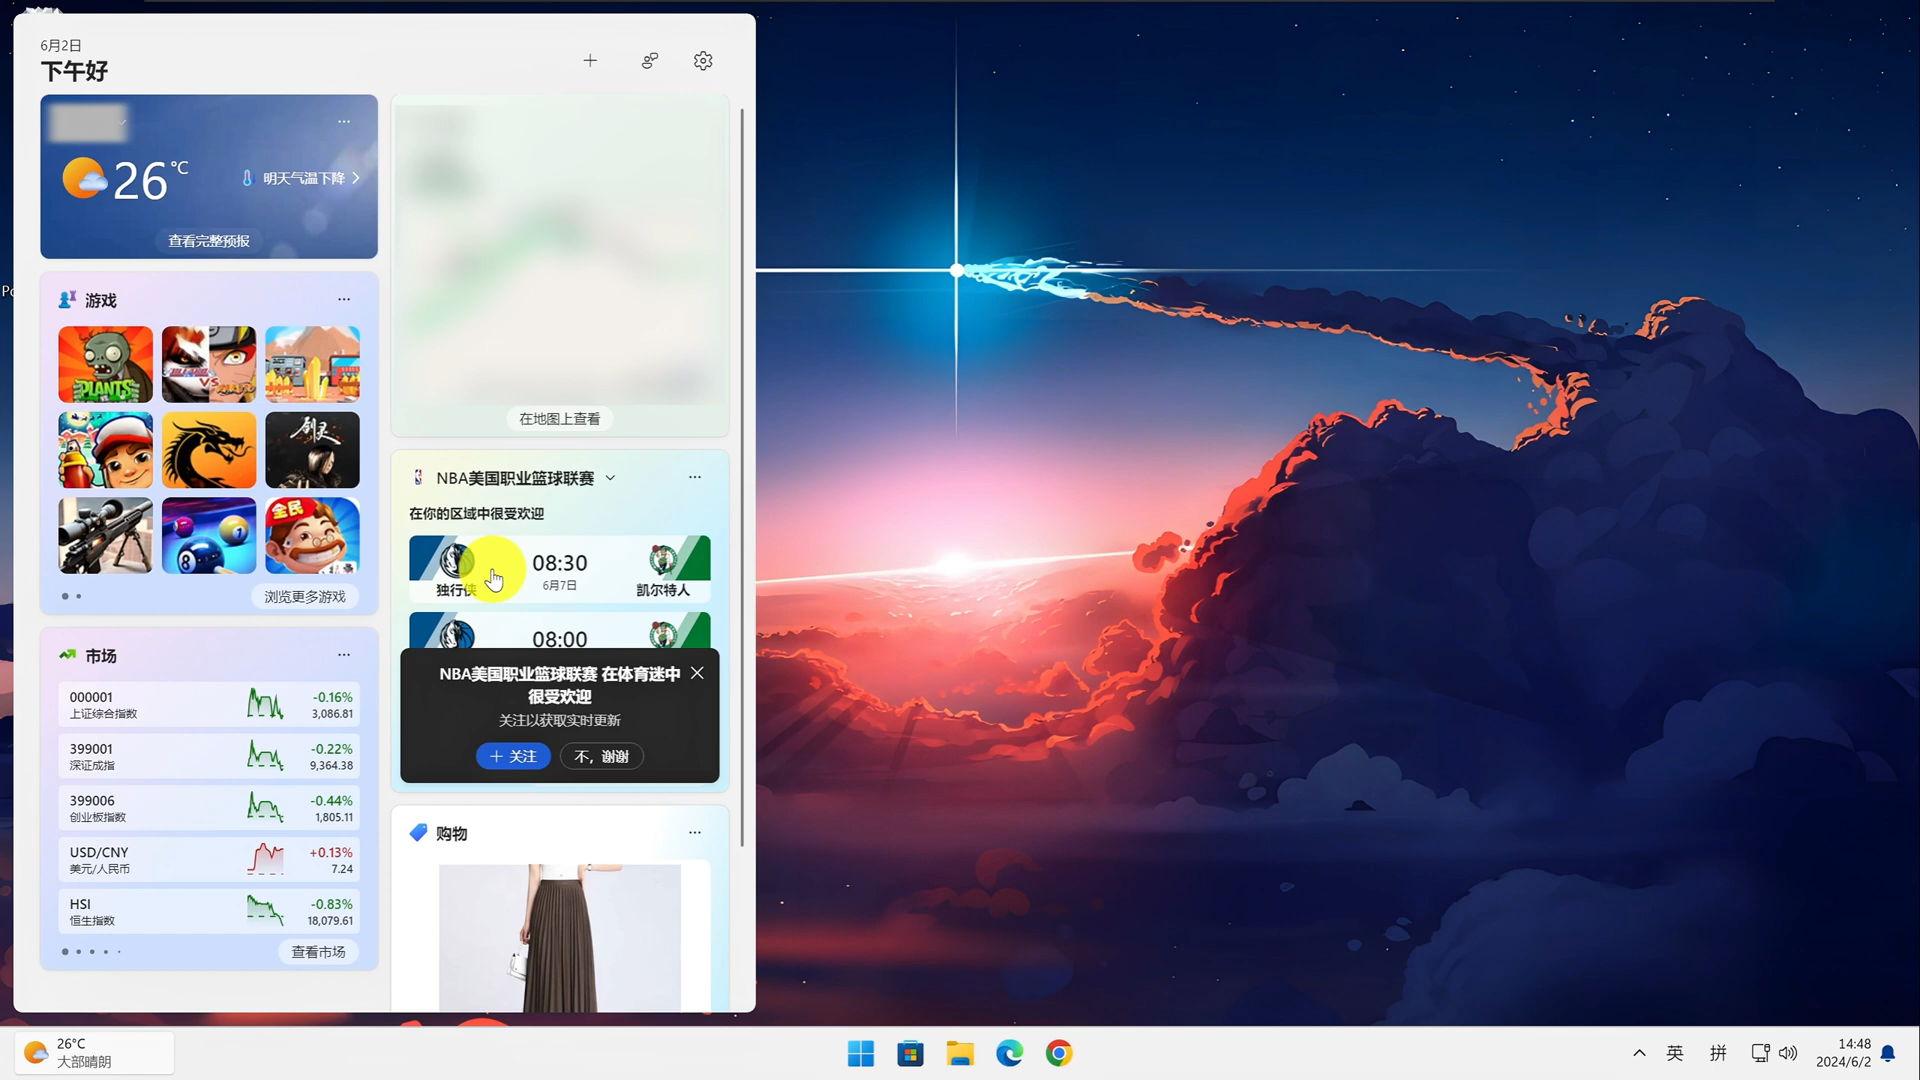 6月2日
下午好
26
°C
明天气温下降
查看完整预报
游戏
PLANTS
VS
剑灵
全民
浏览更多游戏
市场
000001
-0.16%
上证综合指数
3,086.81
399001
-0.22%
深证成指
9,364.38
399006
-0.44%
创业板指数
1,805.11
USD/CNY
+0.13%
美元/人民币
7.24
HSI
-0.83%
恒生指数
18,079.61
查看市场
在地图上查看
NBA美国职业篮球联赛
在你的区域中很受欢迎
08:30
6月7日
独行侠
凯尔特人
08:00
NBA美国职业篮球联赛 在体育迷中
很受欢迎
关注以获取实时更新
关注
不，谢谢
购物
26°C
大部晴朗
英
拼
14:48
2024/6/2